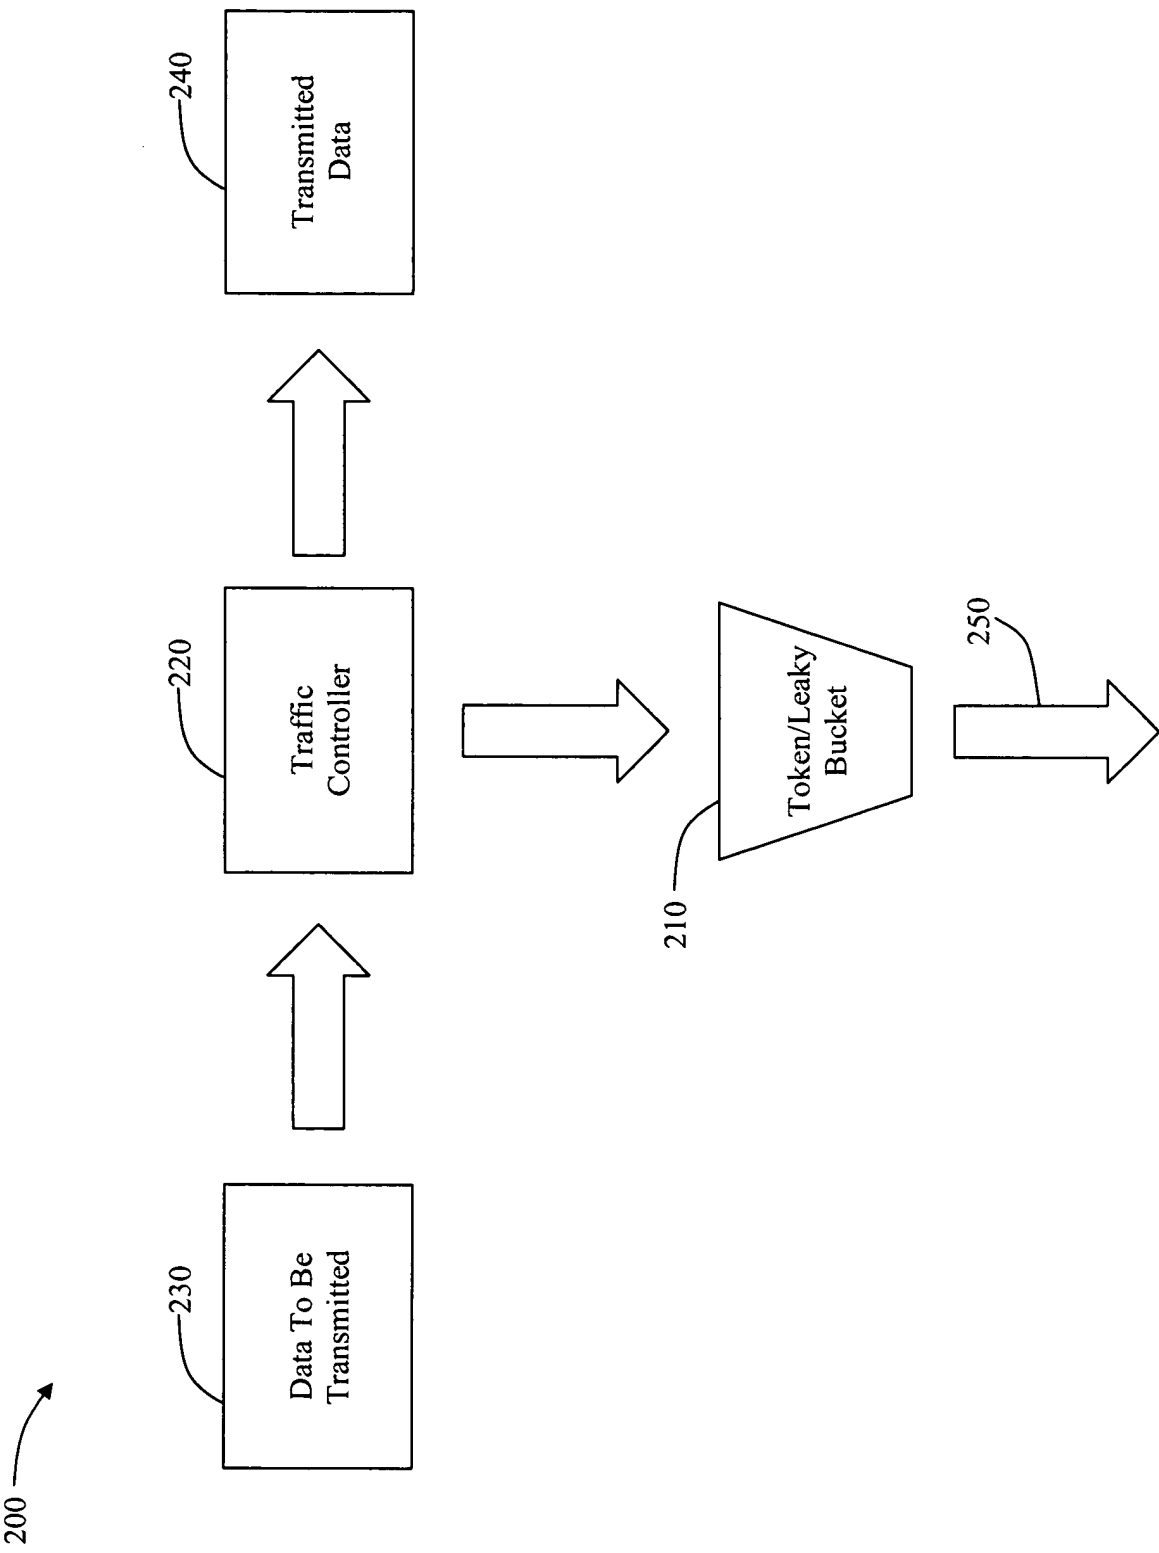 200
230
Data To Be
Transmitted
220
Traffic
Controller
240
Transmitted
Data
210
Token/Leaky
Bucket
250